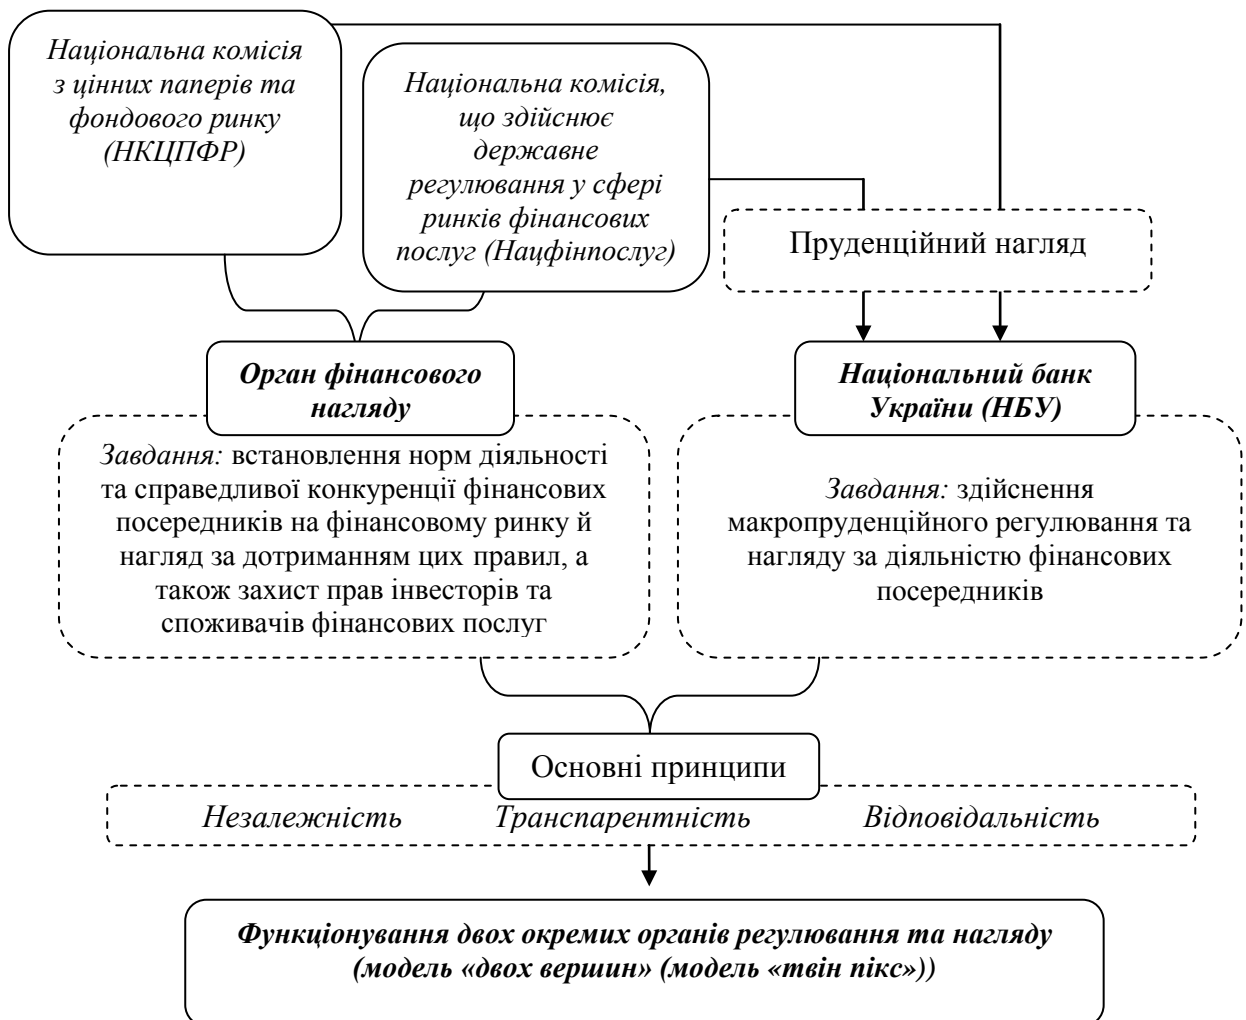 Національна комісія
з цінних паперів та
фондового ринку
(НКЦПФР)
Національна комісія,
що здійснює
державне
регулювання у сфері
ринків фінансових
послуг (Нацфінпослуг)
Пруденційний нагляд
Орган фінансового
нагляду
Національний банк
України (НБУ)
Завдання: встановлення норм діяльності
та справедливої конкуренції фінансових
посередників на фінансовому ринку й
нагляд за дотриманням цих правил, а
також захист прав інвесторів та
споживачів фінансових послуг
Завдання: здійснення
макропруденційного регулювання та
нагляду за діяльністю фінансових
посередників
Основні принципи
Незалежність Транспарентність Відповідальність
Функціонування двох окремих органів регулювання та нагляду
(модель «двох вершин» (модель «твін пікс»))